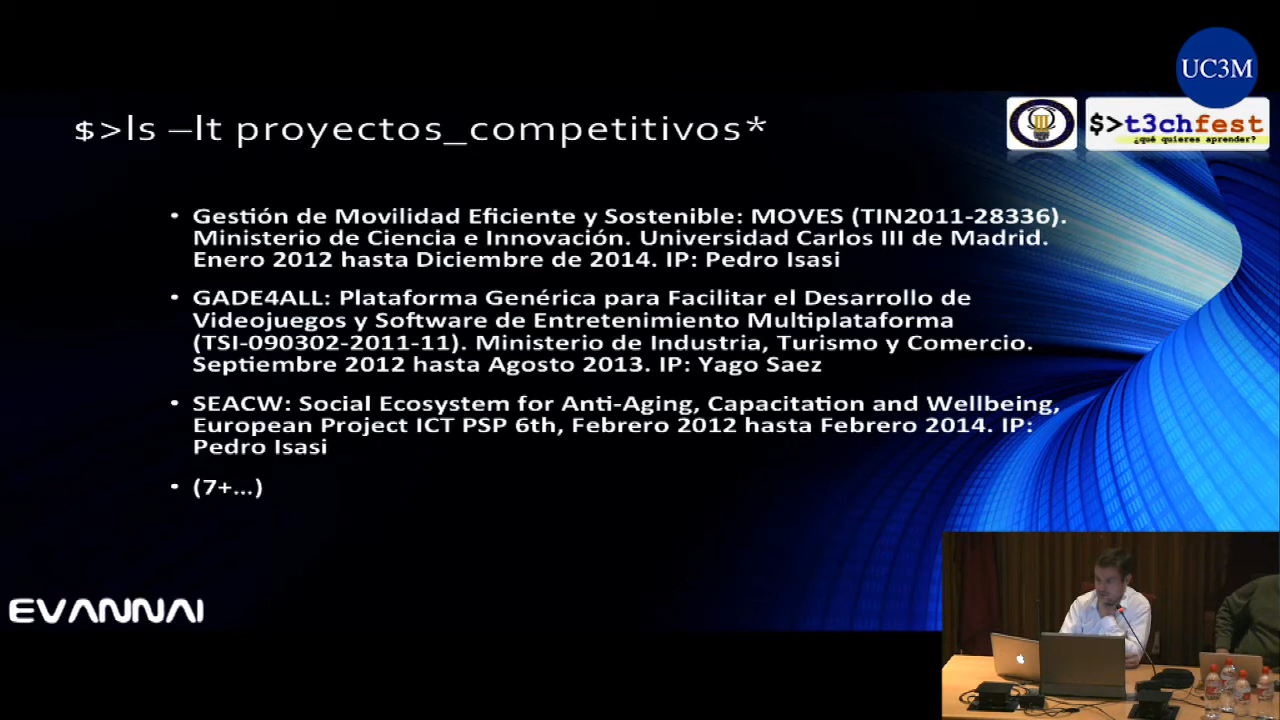 UC3M
$>ls –lt proyectos_competitivos*
$>t3chfest
¿qué quieres aprender?
• Gestión de Movilidad Eficiente y Sostenible: MOVES (TIN2011-28336).
Ministerio de Ciencia e Innovación. Universidad Carlos III de Madrid.
Enero 2012 hasta Diciembre de 2014. IP: Pedro Isasi
• GADE4ALL: Plataforma Genérica para Facilitar el Desarrollo de
Videojuegos y Software de Entretenimiento Multiplataforma
(TSI-090302-2011-11). Ministerio de Industria, Turismo y Comercio.
Septiembre 2012 hasta Agosto 2013. IP: Yago Saez
• SEACW: Social Ecosystem for Anti-Aging, Capacitation and Wellbeing,
European Project ICT PSP 6th, Febrero 2012 hasta Febrero 2014. IP:
Pedro Isasi
• (7+...)
EVANNAI